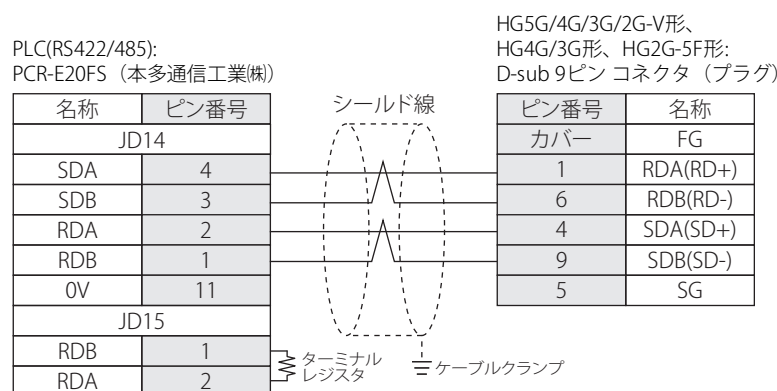 HG5G/4G/3G/2G-V形、
HG4G/3G形、HG2G-5F形:
D-sub 9ピン コネクタ（プラグ）
PLC(RS422/485):
PCR-E20FS（本多通信工業㈱）
名称 ピン番号
JD14
SDA 4
SDB 3
RDA 2
RDB 1
0V 11
JD15
RDB 1
RDA 2
シールド線
ターミナル
レジスタ
ケーブルクランプ
ピン番号 名称
カバー FG
1 RDA(RD+)
6 RDB(RD-)
4 SDA(SD+)
9 SDB(SD-)
5 SG